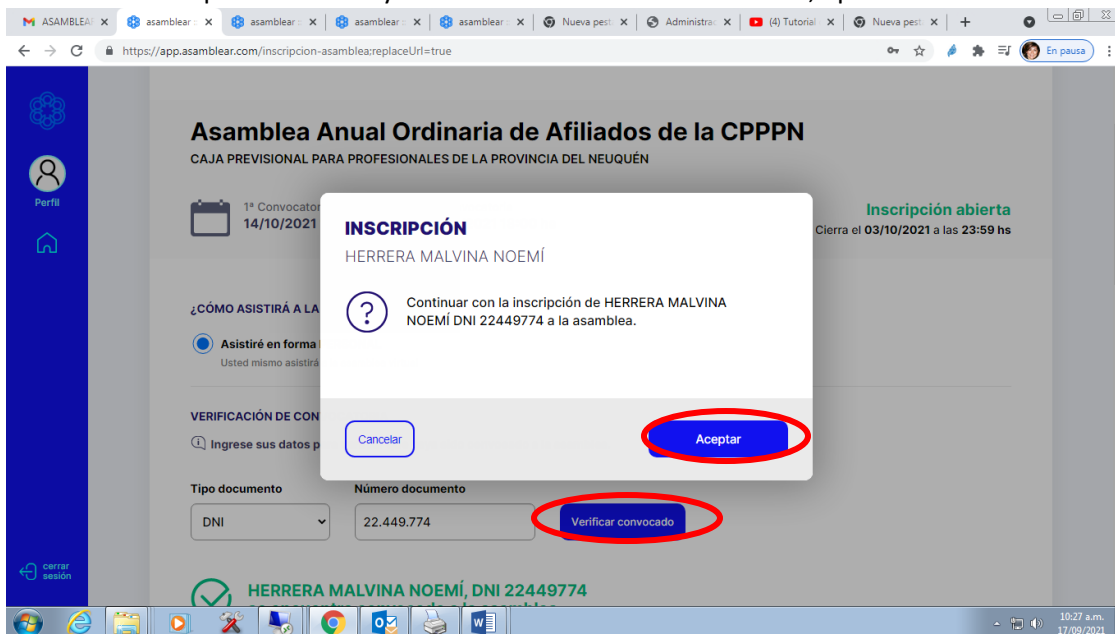 ASAMBLEA
asamblear
asamblear
asamblear
asamblear
Nueva pest
Administrac
(4) Tutorial
Nueva pest
https://app.asamblear.com/inscripcion-asamblea;replaceUrl=true
En pausa
Perfil
cerrar
sesión
Asamblea Anual Ordinaria de Afiliados de la CPPPN
CAJA PREVISIONAL PARA PROFESIONALES DE LA PROVINCIA DEL NEUQUÉN
1ª Convocator
14/10/2021
Inscripción abierta
Cierra el 03/10/2021 a las 23:59 hs
INSCRIPCIÓN
HERRERA MALVINA NOEMÍ
Continuar con la inscripción de HERRERA MALVINA
NOEMÍ DNI 22449774 a la asamblea.
Cancelar
Aceptar
¿CÓMO ASISTIRÁ A LA
Asistiré en forma
Usted mismo asistirá
VERIFICACIÓN DE CON
Ingrese sus datos p
Tipo documento
Número documento
DNI
22.449.774
Verificar convocado
HERRERA MALVINA NOEMÍ, DNI 22449774
10:27 a.m.
17/09/2021